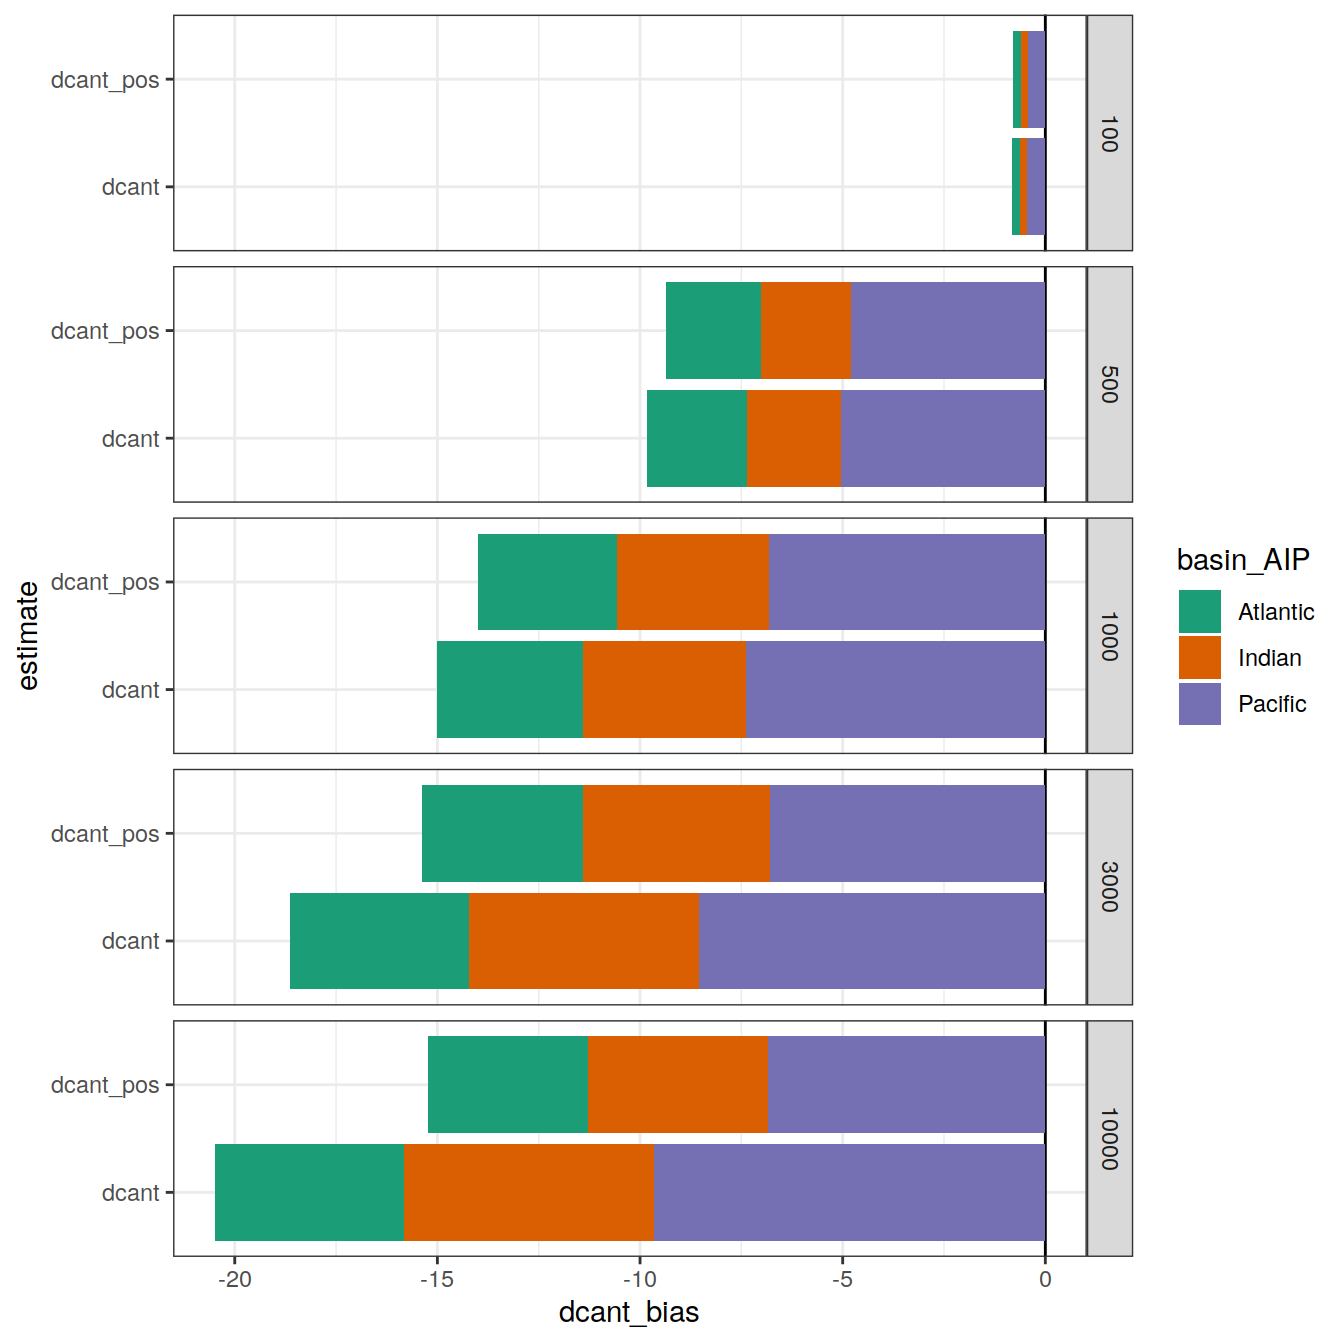 dcant_pos
dcant
100
dcant_pos
dcant
500
dcant_pos
dcant
1000
dcant_pos
dcant
3000
dcant_pos
dcant
10000
-20
-15
-10
-5
0
dcant_bias
estimate
basin_AIP
Atlantic
Indian
Pacific